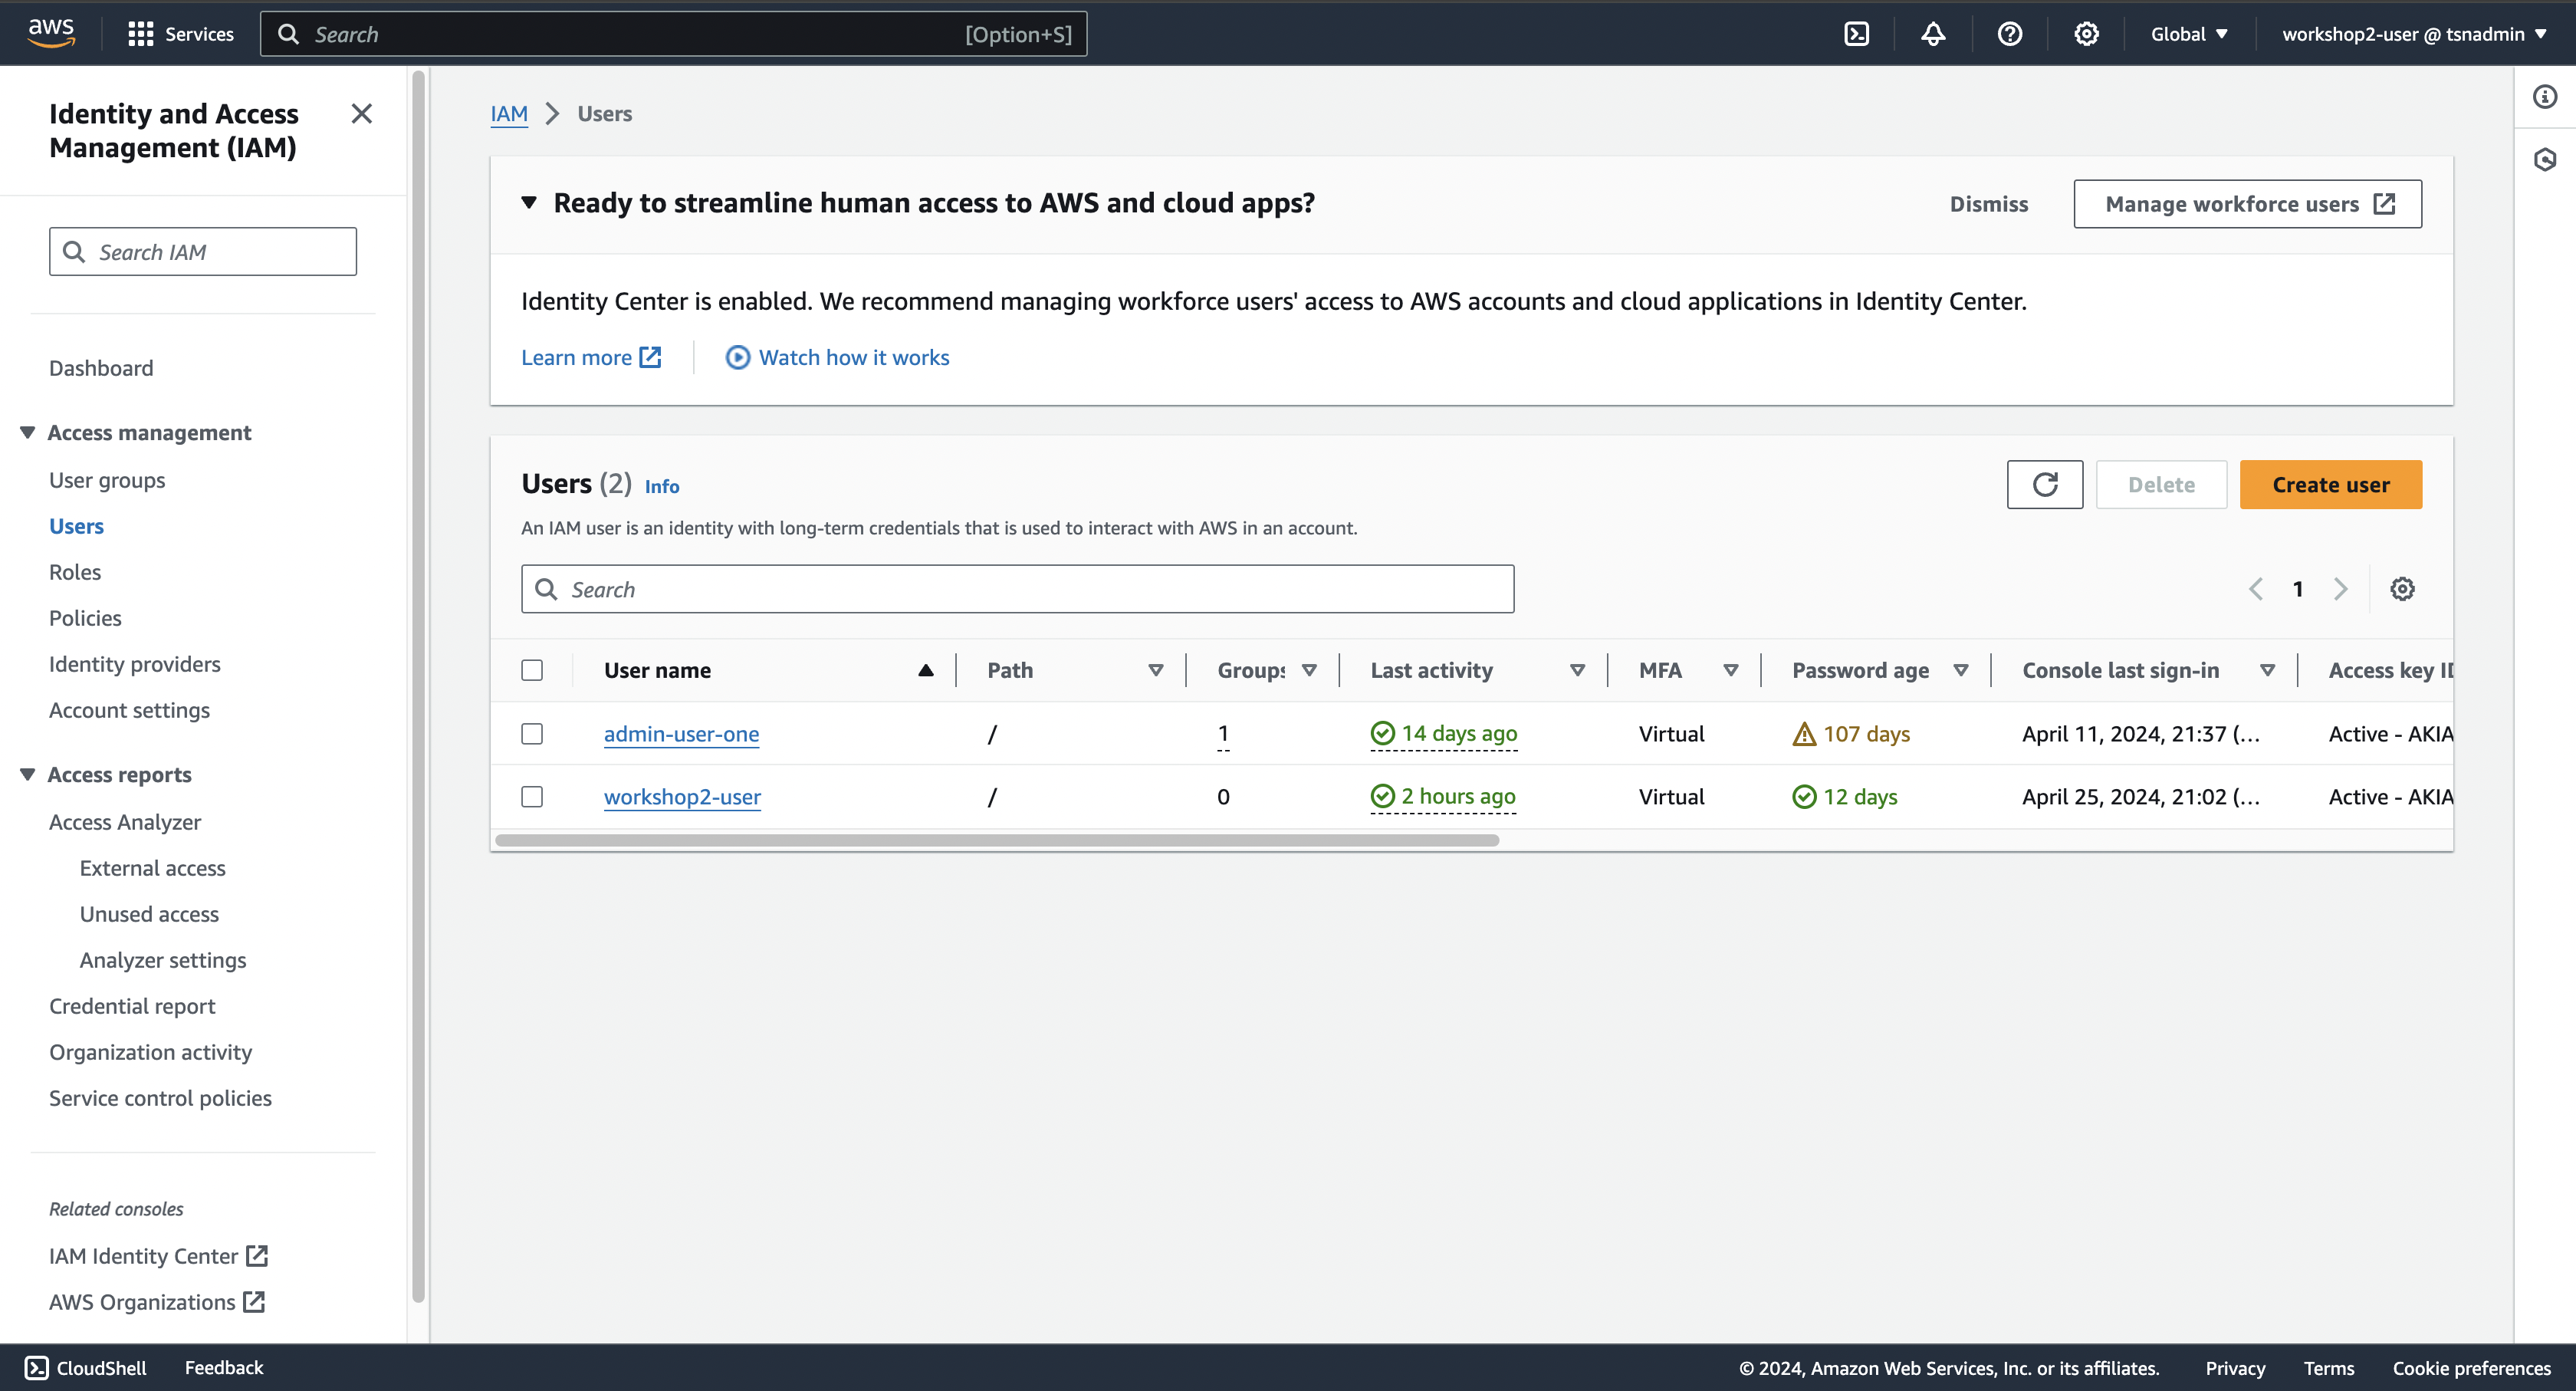 aws
Services
Search
[Option+S]
Global
workshop2-user @ tsnadmin
Identity and Access
Management (IAM)
Search IAM
Dashboard
Access management
User groups
Users
Roles
Policies
Identity providers
Account settings
Access reports
Access Analyzer
External access
Unused access
Analyzer settings
Credential report
Organization activity
Service control policies
Related consoles
IAM Identity Center
AWS Organizations
IAM > Users
Ready to streamline human access to AWS and cloud apps?
Dismiss
Manage workforce users
Identity Center is enabled. We recommend managing workforce users' access to AWS accounts and cloud applications in Identity Center.
Learn more
Watch how it works
Users (2) Info
Delete
Create user
An IAM user is an identity with long-term credentials that is used to interact with AWS in an account.
Search
1
User name Path Groups Last activity MFA Password age Console last sign-in Access key ID
admin-user-one / 1 14 days ago Virtual 107 days April 11, 2024, 21:37 (... Active - AKIA
workshop2-user / 0 2 hours ago Virtual 12 days April 25, 2024, 21:02 (... Active - AKIA
CloudShell
Feedback
© 2024, Amazon Web Services, Inc. or its affiliates.
Privacy
Terms
Cookie preferences